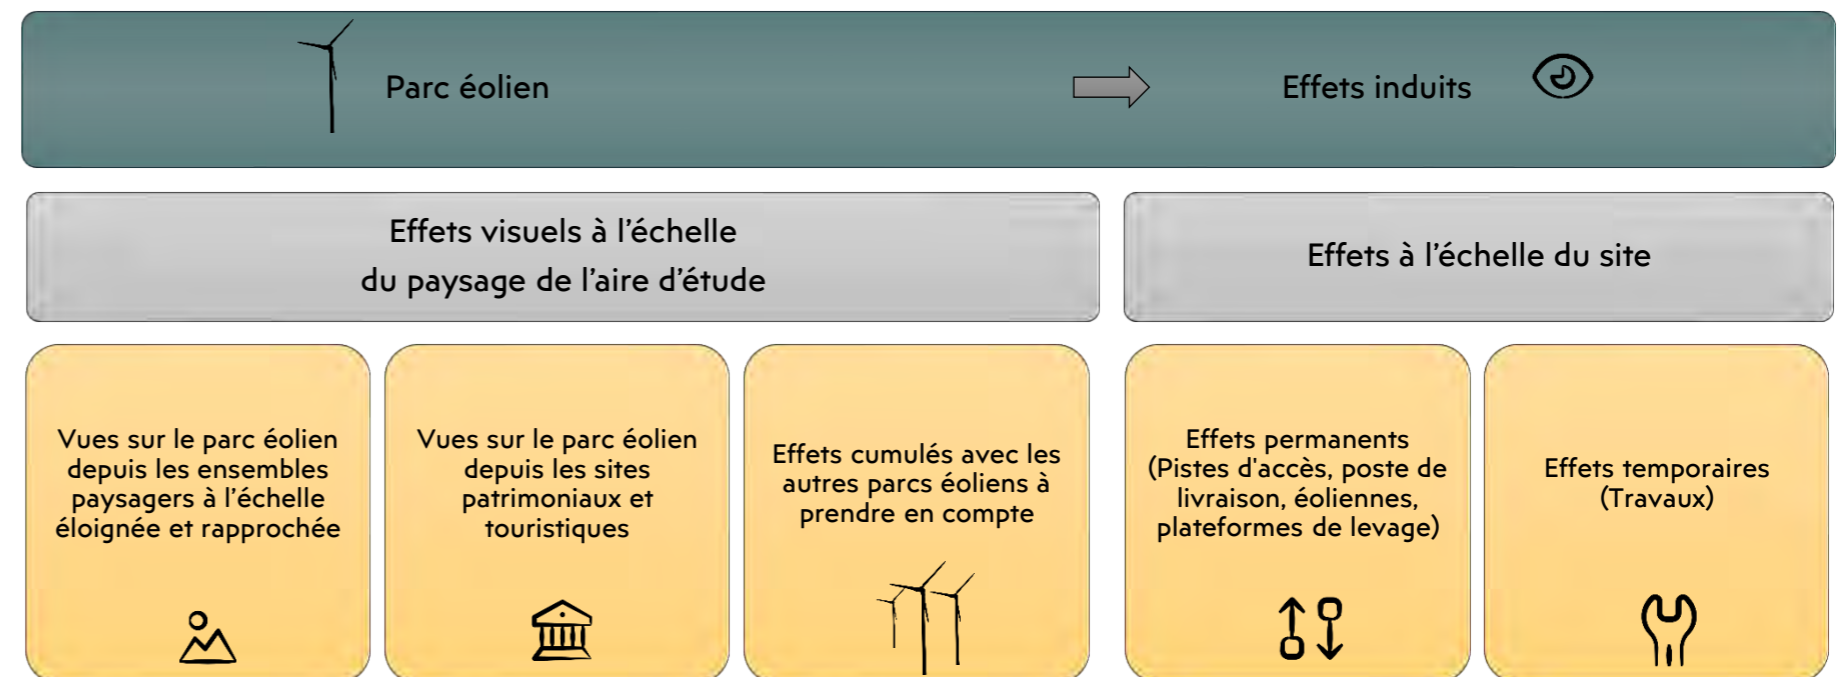 Parc éolien
Effets induits
Effets visuels à l'échelle
du paysage de l'aire d'étude
Effets à l'échelle du site
Vues sur le parc éolien
depuis les ensembles
paysagers à l'échelle
éloignée et rapprochée
Vues sur le parc éolien
depuis les sites
patrimoniaux et
touristiques
Effets cumulés avec les
autres parcs éoliens à
prendre en compte
Effets permanents
(Pistes d'accès, poste de
livraison, éoliennes,
plateformes de levage)
Effets temporaires
(Travaux)